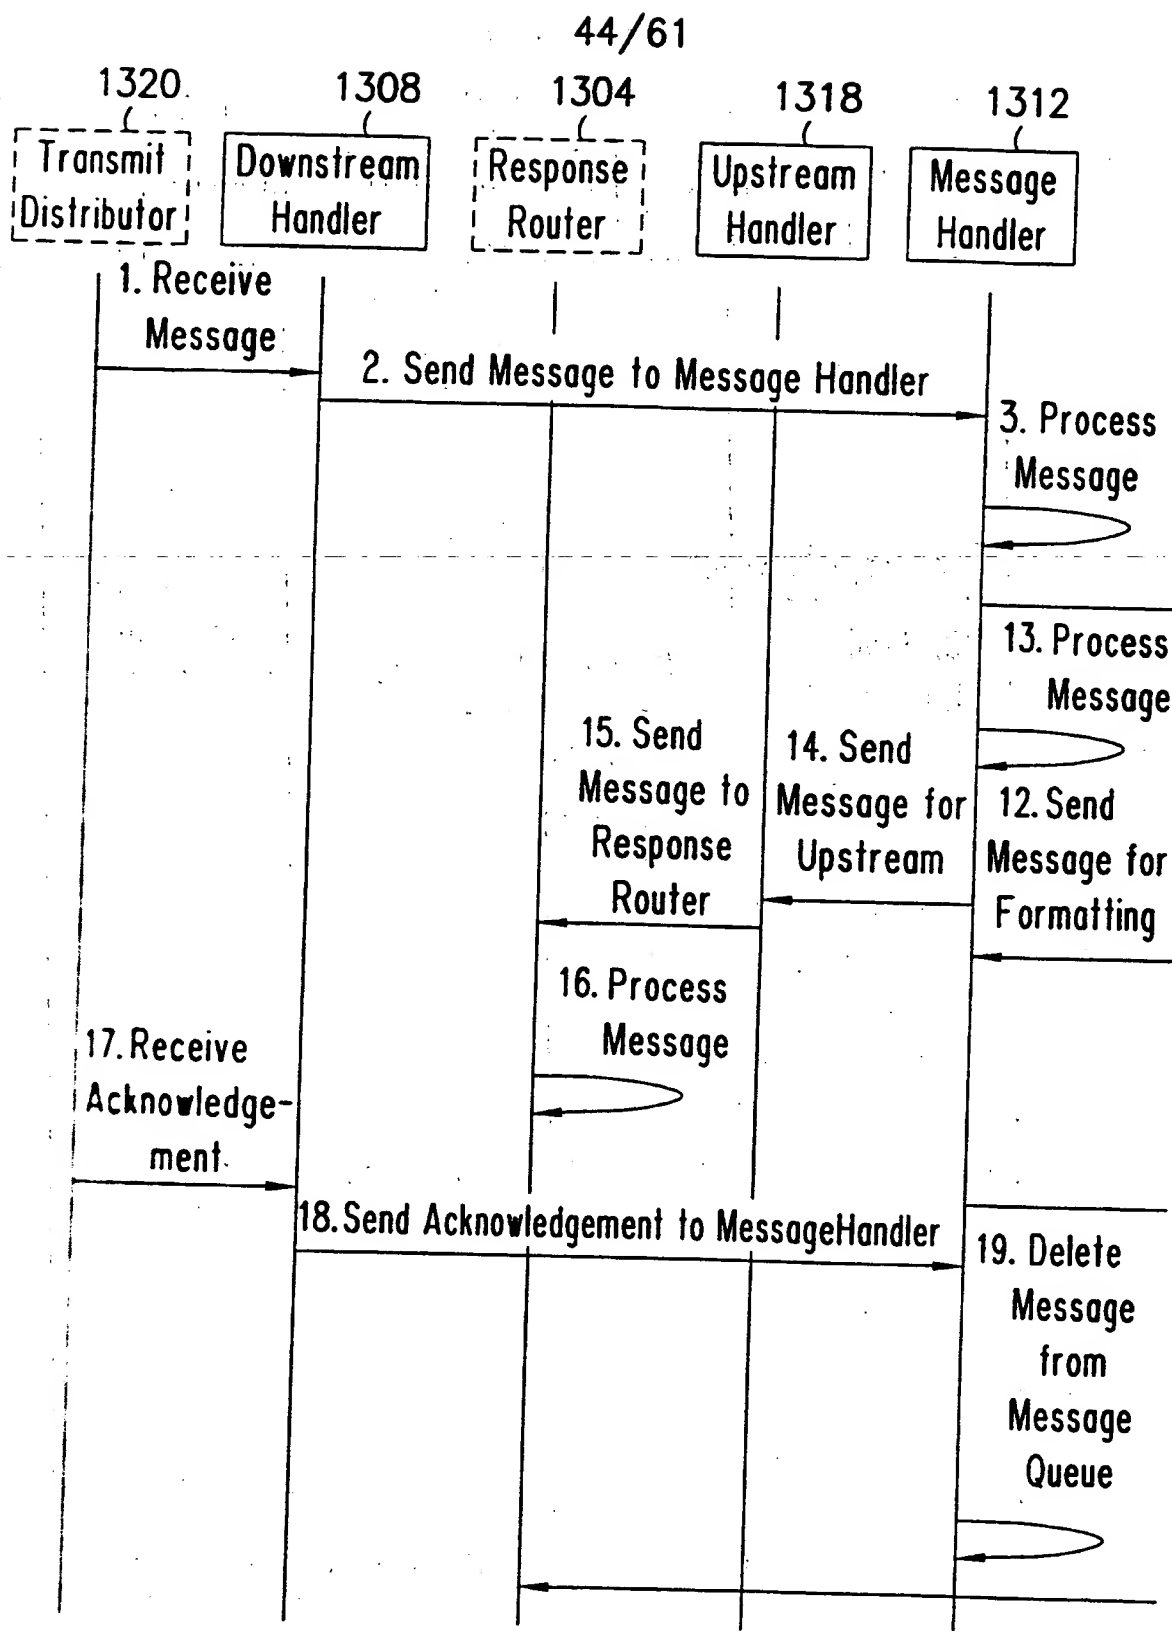 44/61
1320
1308
1304
1318
1312
Transmit
Distributor
Downstream
Handler
Response
Router
Upstream
Handler
Message
Handler
1. Receive
Message
2. Send Message to Message Handler
3. Process
Message
13. Process
Message
15. Send
Message to
Response
Router
14. Send
Message for
Upstream
12. Send
Message for
Formatting
16. Process
Message
17. Receive
Acknowledge-
ment
18. Send Acknowledgement to MessageHandler
19. Delete
Message
from
Message
Queue